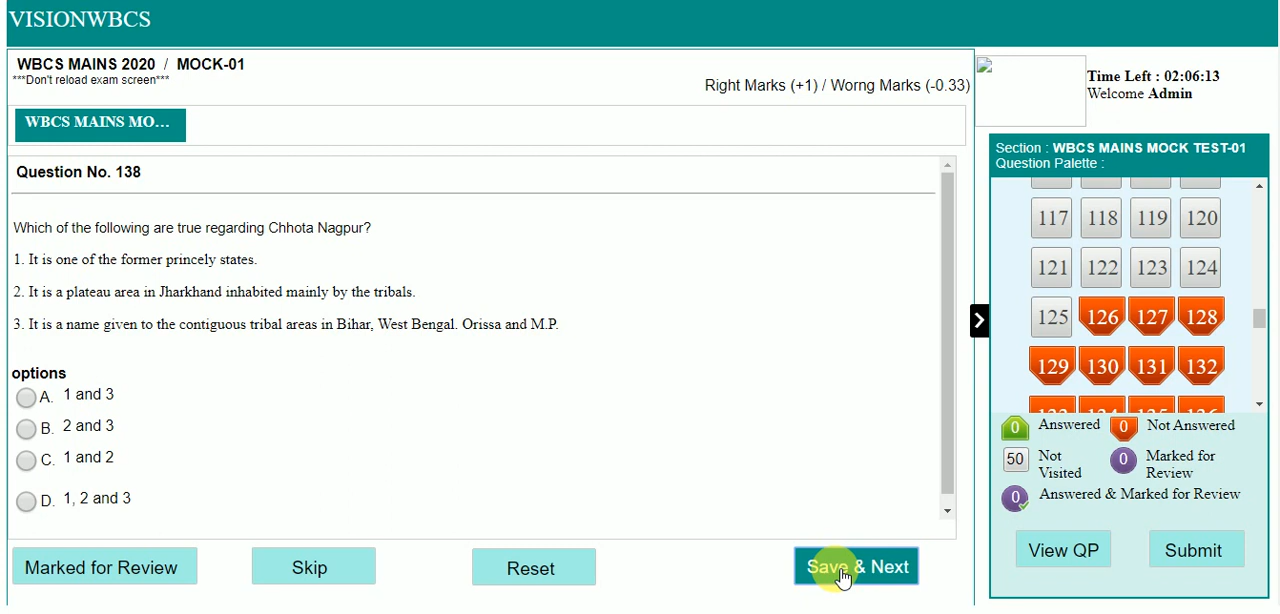 VISIONWBCS
WBCS MAINS 2020 / MOCK-01
***Don't reload exam screen***
Right Marks (+1) / Worng Marks (-0.33)
Time Left : 02:06:13
Welcome Admin
WBCS MAINS MO...
Section : WBCS MAINS MOCK TEST-01
Question Palette :
Question No. 138
Which of the following are true regarding Chhota Nagpur?
1. It is one of the former princely states.
2. It is a plateau area in Jharkhand inhabited mainly by the tribals.
3. It is a name given to the contiguous tribal areas in Bihar, West Bengal. Orissa and M.P.
options
A. 1 and 3
B. 2 and 3
C. 1 and 2
D. 1, 2 and 3
117 118 119 120
121 122 123 124
125 126 127 128
129 130 131 132
0 Answered 0 Not Answered
50 Not Visited 0 Marked for Review
0 Answered & Marked for Review
Marked for Review Skip Reset Save & Next
View QP Submit